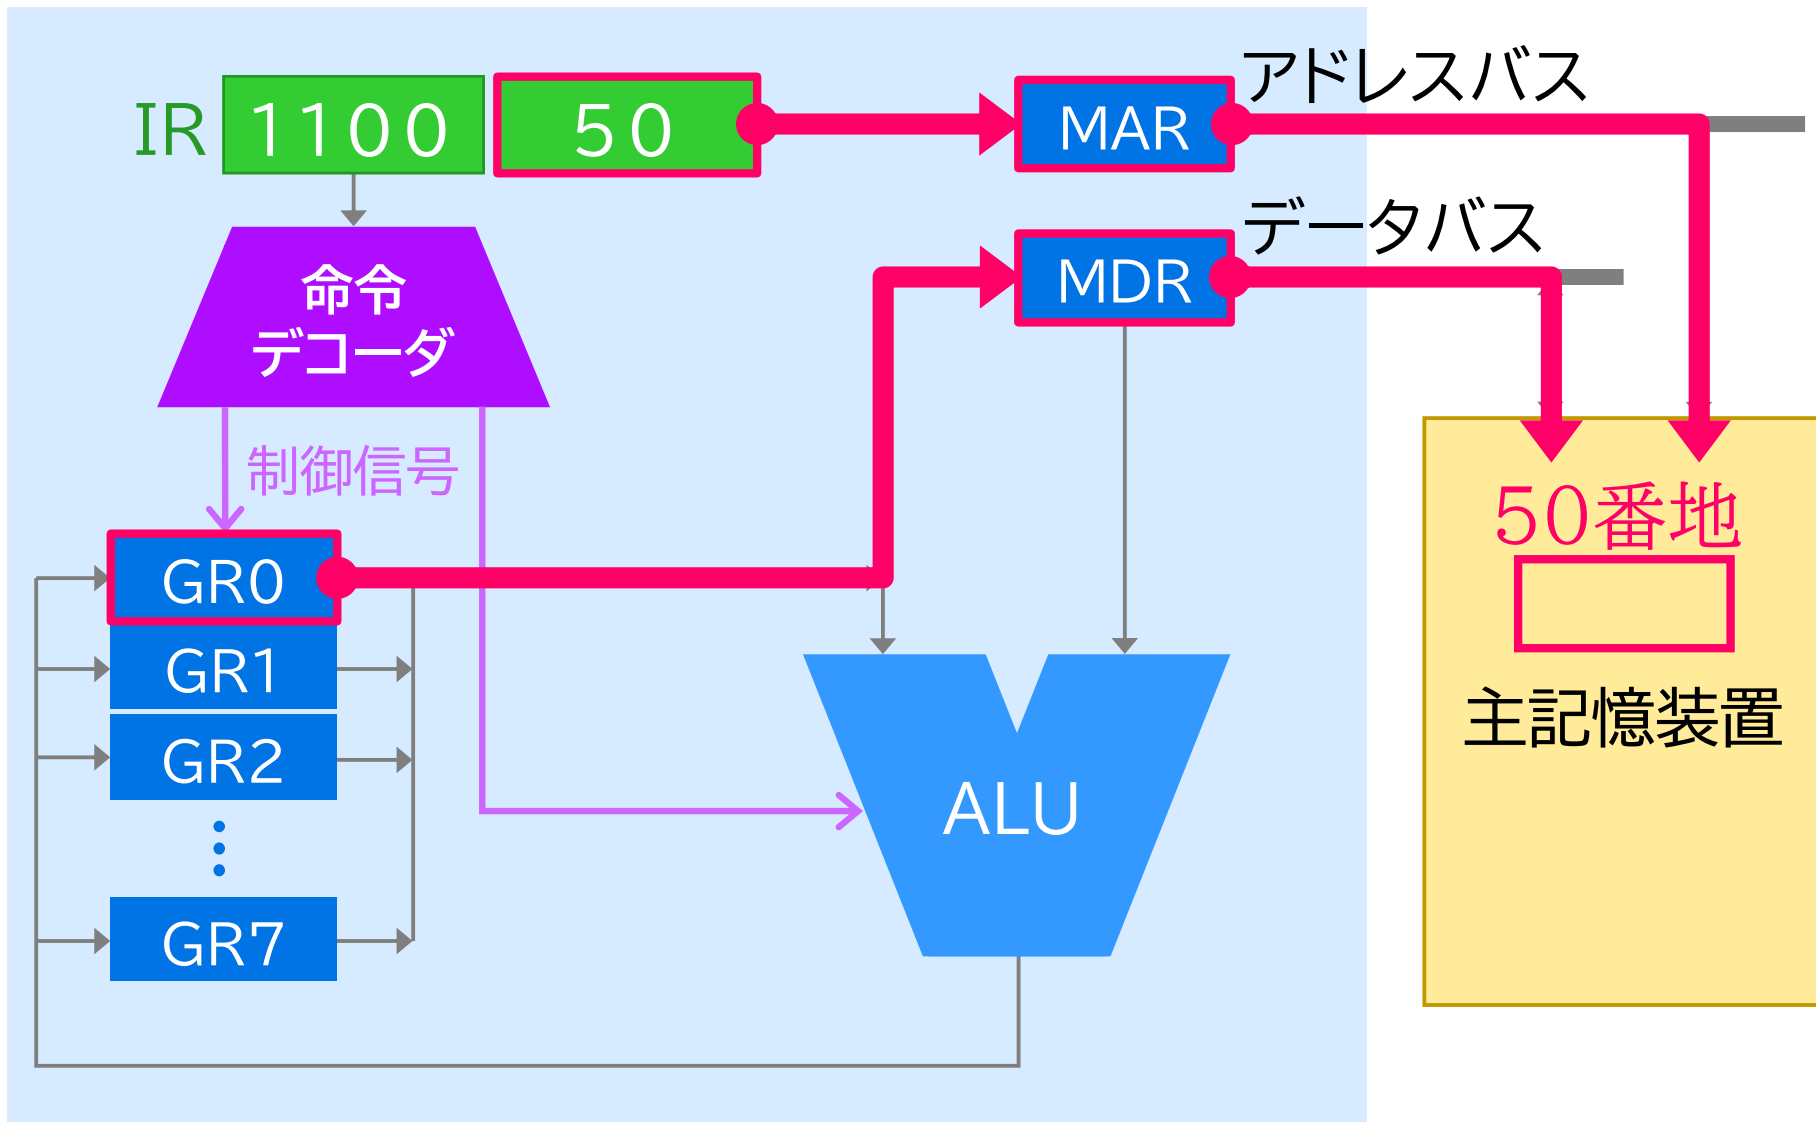 アドレスバス
IR
1100
50
MAR
データバス
MDR
命令
デコーダ
制御信号
50番地
GR0
GR1
主記憶装置
GR2
ALU
GR7